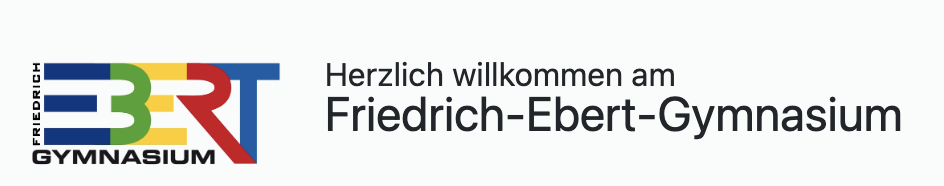 FRIEDRICH
EBERT
GYMNASIUM
Herzlich willkommen am
Friedrich-Ebert-Gymnasium